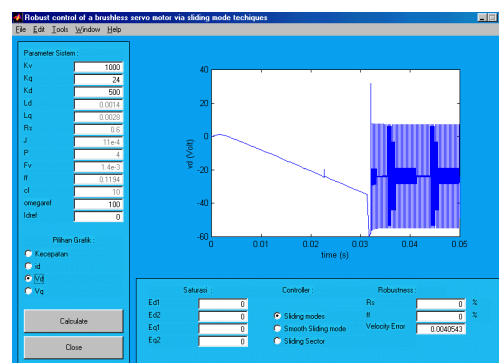 Robust control of a brushless servo motor via sliding mode techiques
File Edit Tools Window Help
Parameter Sistem :
Kv 1000
Kq 24
Kd 500
Ld 0.0014
Lq 0.0028
Rs 0.6
J 11e-4
P 4
Fv 1.4e-3
ff 0.1194
cl 10
omegaref 100
Idref 0
Pilihan Grafik :
Kecepatan
id
Vd
Vq
Calculate
Close
40
20
0
-20
-40
-60
vd (Volt)
0 0.01 0.02 0.03 0.04 0.05
time (s)
Saturasi :
Ed1 0
Ed2 0
Eq1 0
Eq2 0
Controller :
Sliding modes
Smooth Sliding mode
Sliding Sector
Robustness :
Rs 0 %
ff 0 %
Velocity Error 0.0040543